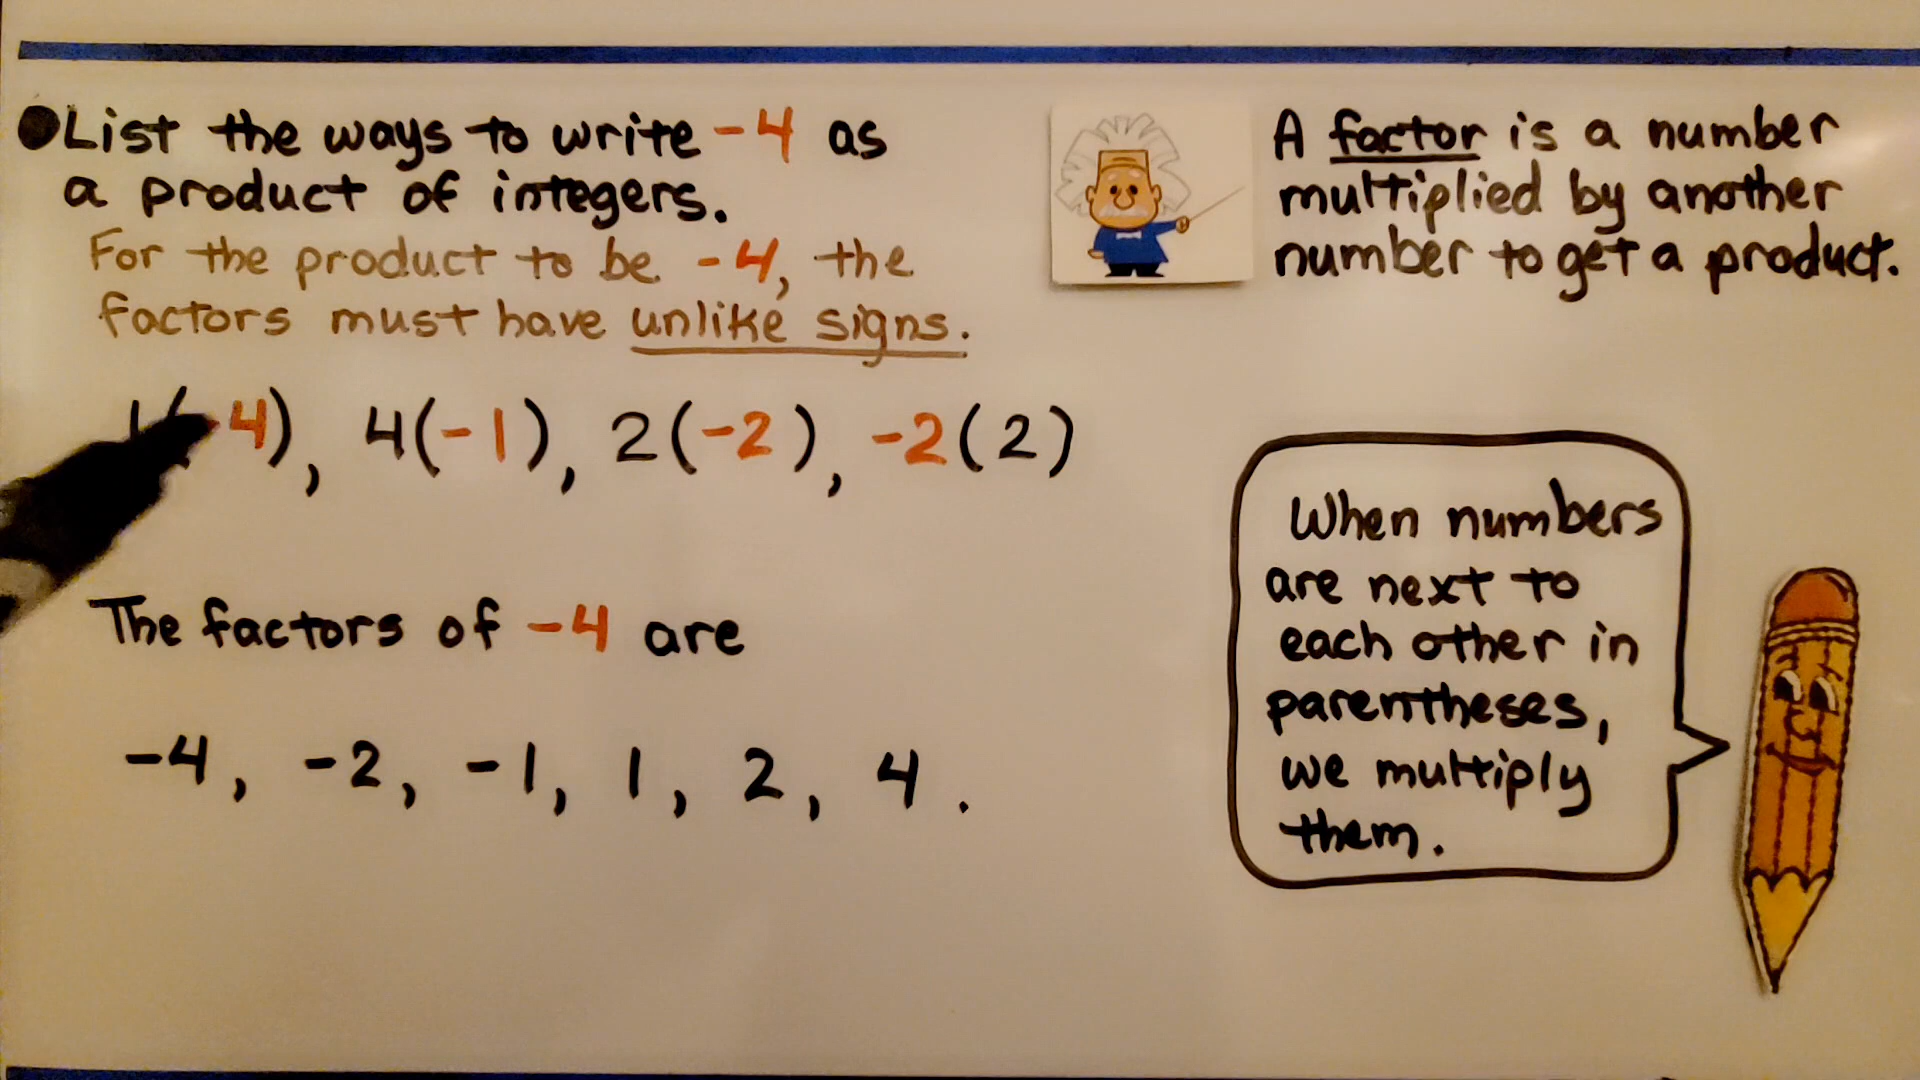 List the ways to write -4 as
a product of integers.
For the product to be -4, the
factors must have unlike signs.
1(-4), 4(-1), 2(-2), -2(2)
The factors of -4 are
-4, -2, -1, 1, 2, 4.
A factor is a number
multiplied by another
number to get a product.
When numbers
are next to
each other in
parentheses,
we multiply
them.